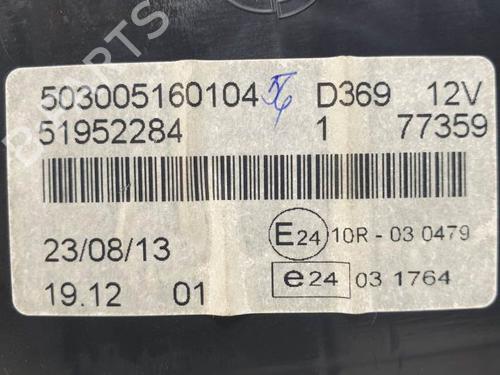 PARTS
503005160104 D369 12V
51952284 1 77359
23/08/13 E24 10R - 03 0479
19.12 01 e24 03 1764